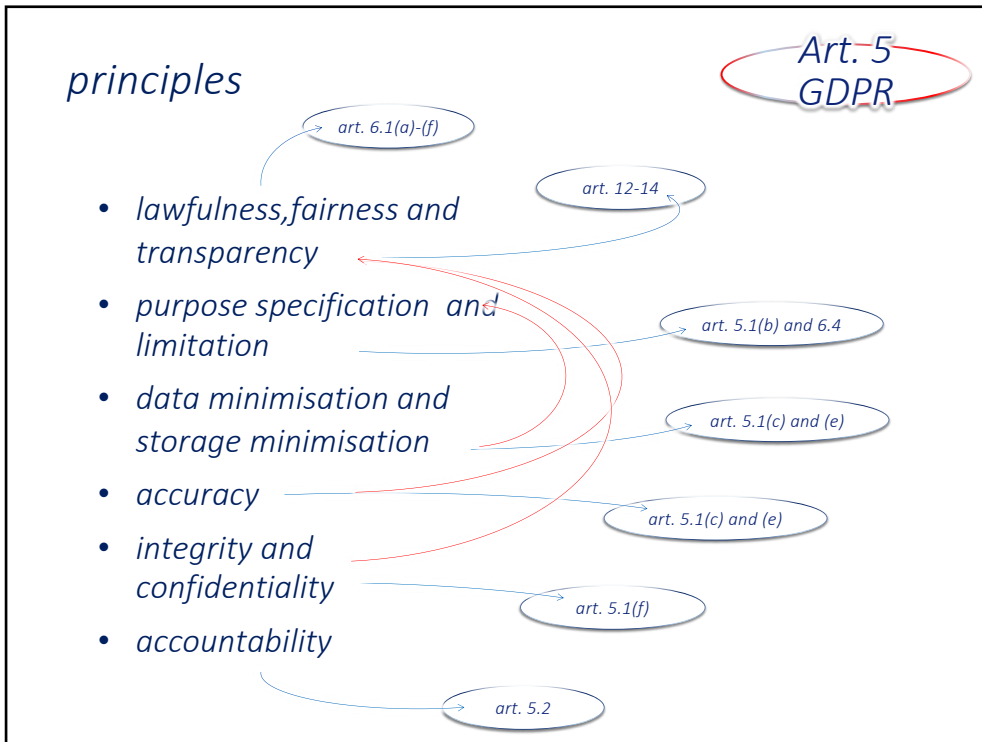 principles
Art. 5
GDPR
art. 6.1(a)-(f)
art. 12-14
• lawfulness,fairness and
transparency
• purpose specification and
limitation
art. 5.1(b) and 6.4
• data minimisation and
storage minimisation
art. 5.1(c) and (e)
• accuracy
art. 5.1(c) and (e)
• integrity and
confidentiality
art. 5.1(f)
• accountability
art. 5.2